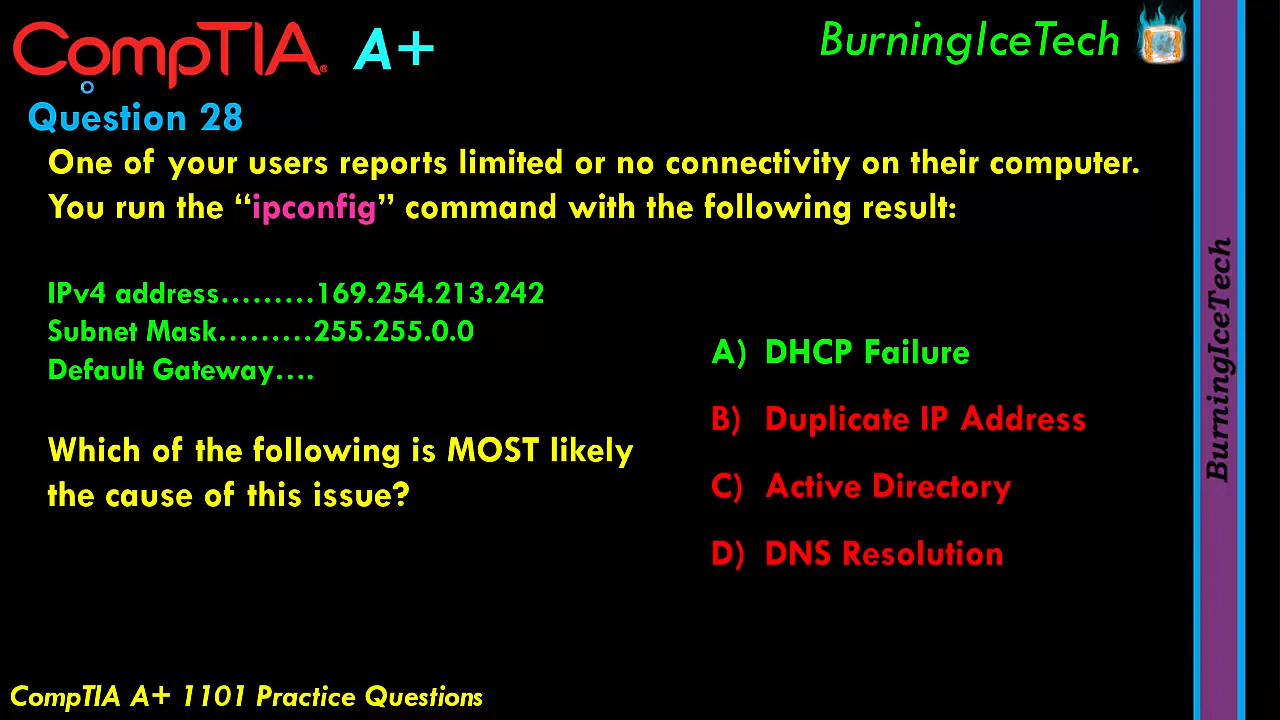 CompTIA® A+
BurningIceTech
Question 28
One of your users reports limited or no connectivity on their computer.
You run the “ipconfig” command with the following result:
IPv4 address.........169.254.213.242
Subnet Mask.........255.255.0.0
Default Gateway....
Which of the following is MOST likely
the cause of this issue?
A) DHCP Failure
B) Duplicate IP Address
C) Active Directory
D) DNS Resolution
BurningIceTech
CompTIA A+ 1101 Practice Questions